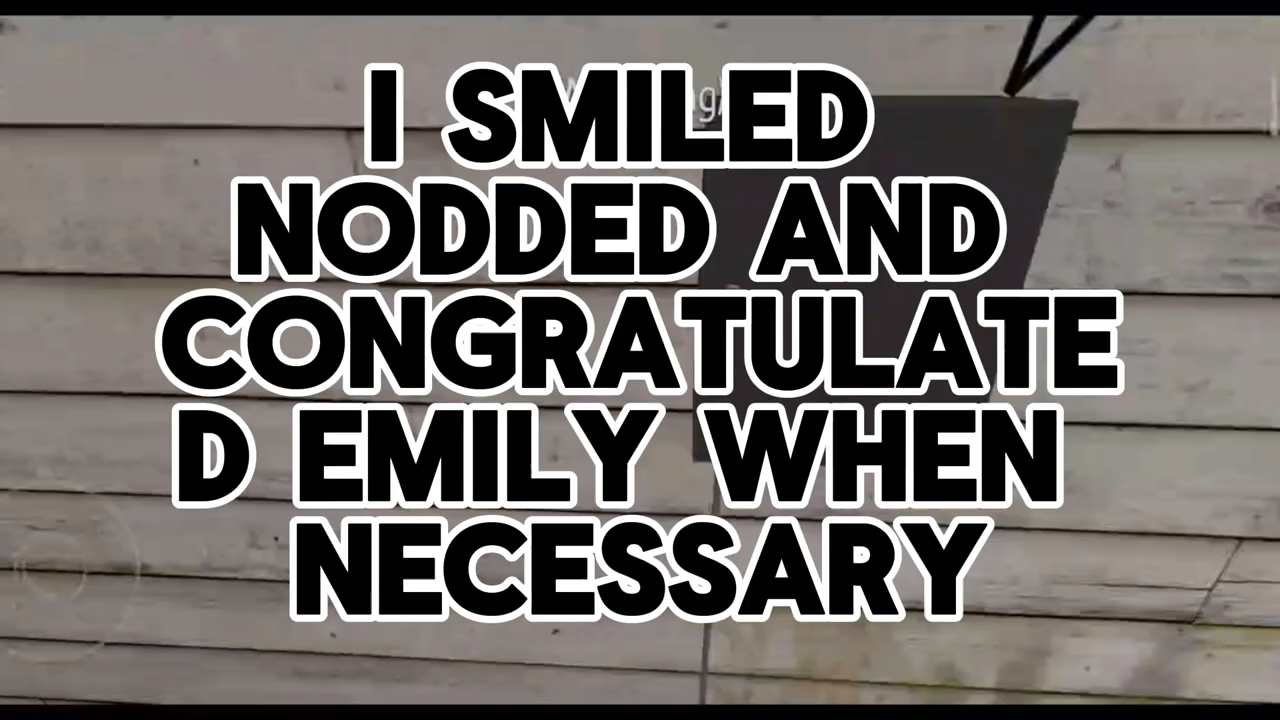 I SMILED
NODDED AND
CONGRATULATE
D EMILY WHEN
NECESSARY